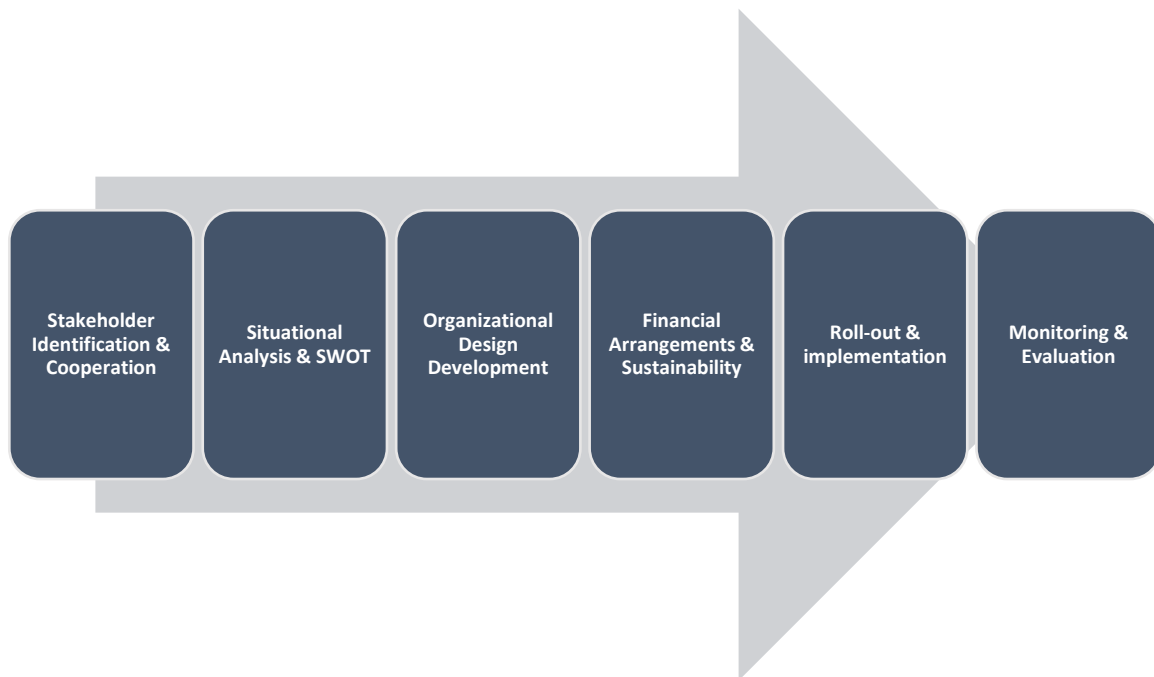 Stakeholder
Identification &
Cooperation
Situational
Analysis & SWOT
Organizational
Design
Development
Financial
Arrangements &
Sustainability
Roll-out &
implementation
Monitoring &
Evaluation